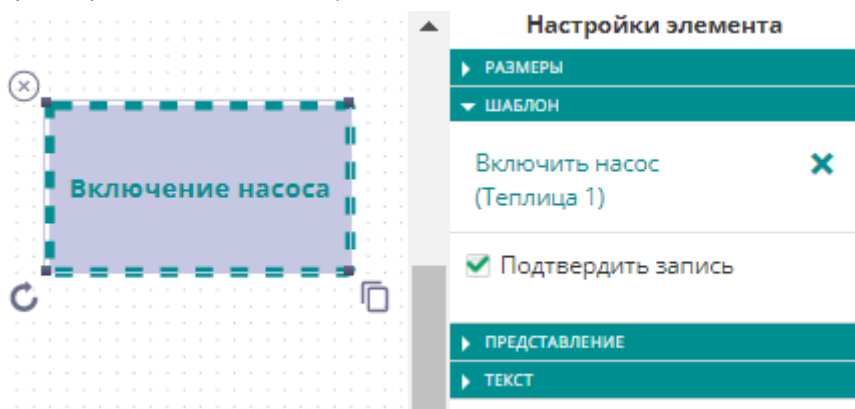 Настройки элемента
РАЗМЕРЫ
ШАБЛОН
Включение насоса
Включить насос
(Теплица 1)
Подтвердить запись
ПРЕДСТАВЛЕНИЕ
ТЕКСТ